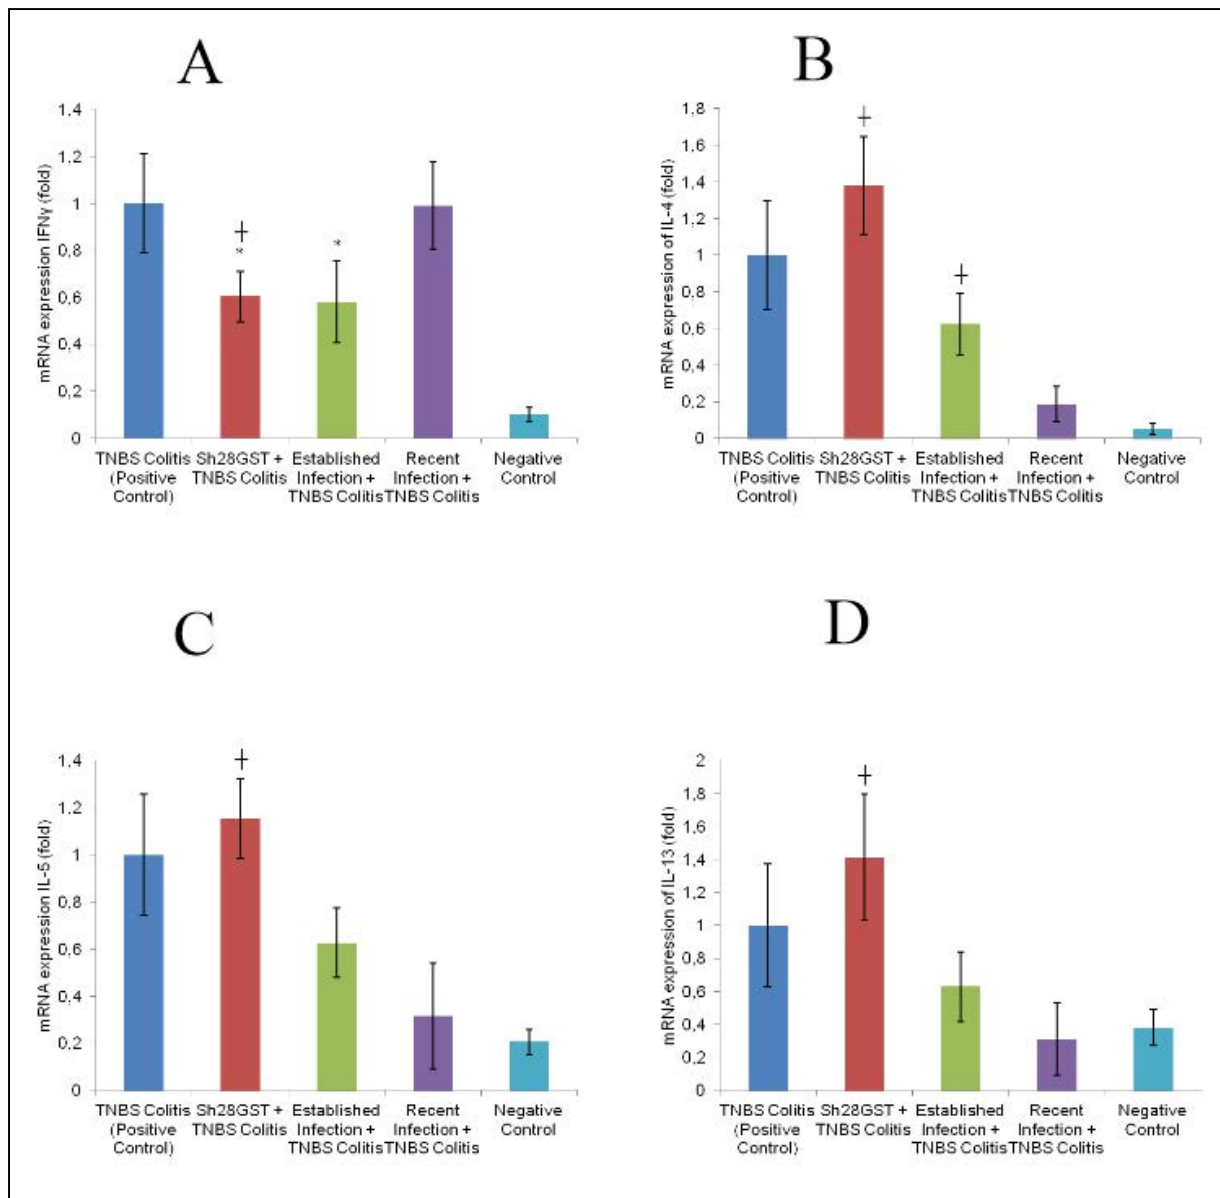 A
mRNA expression IFNγ (fold)
1,4
1,2
1
0,8
0,6
0,4
0,2
0
‡
*
*
TNBS Colitis
(Positive
Control)
Sh28GST +
TNBS Colitis
Established
Infection +
TNBS Colitis
Recent
Infection +
TNBS Colitis
Negative
Control
B
mRNA expression of IL-4 (fold)
1,8
1,6
1,4
1,2
1
0,8
0,6
0,4
0,2
0
‡
‡
TNBS Colitis
(Positive
Control)
Sh28GST +
TNBS Colitis
Established
Infection +
TNBS Colitis
Recent
Infection +
TNBS Colitis
Negative
Control
C
mRNA expression IL-5 (fold)
1,4
1,2
1
0,8
0,6
0,4
0,2
0
‡
TNBS Colitis
(Positive
Control)
Sh28GST +
TNBS Colitis
Established
Infection +
TNBS Colitis
Recent
Infection +
TNBS Colitis
Negative
Control
D
mRNA expression of IL-13 (fold)
2
1,8
1,6
1,4
1,2
1
0,8
0,6
0,4
0,2
0
‡
TNBS Colitis
(Positive
Control)
Sh28GST +
TNBS Colitis
Established
Infection +
TNBS Colitis
Recent
Infection +
TNBS Colitis
Negative
Control